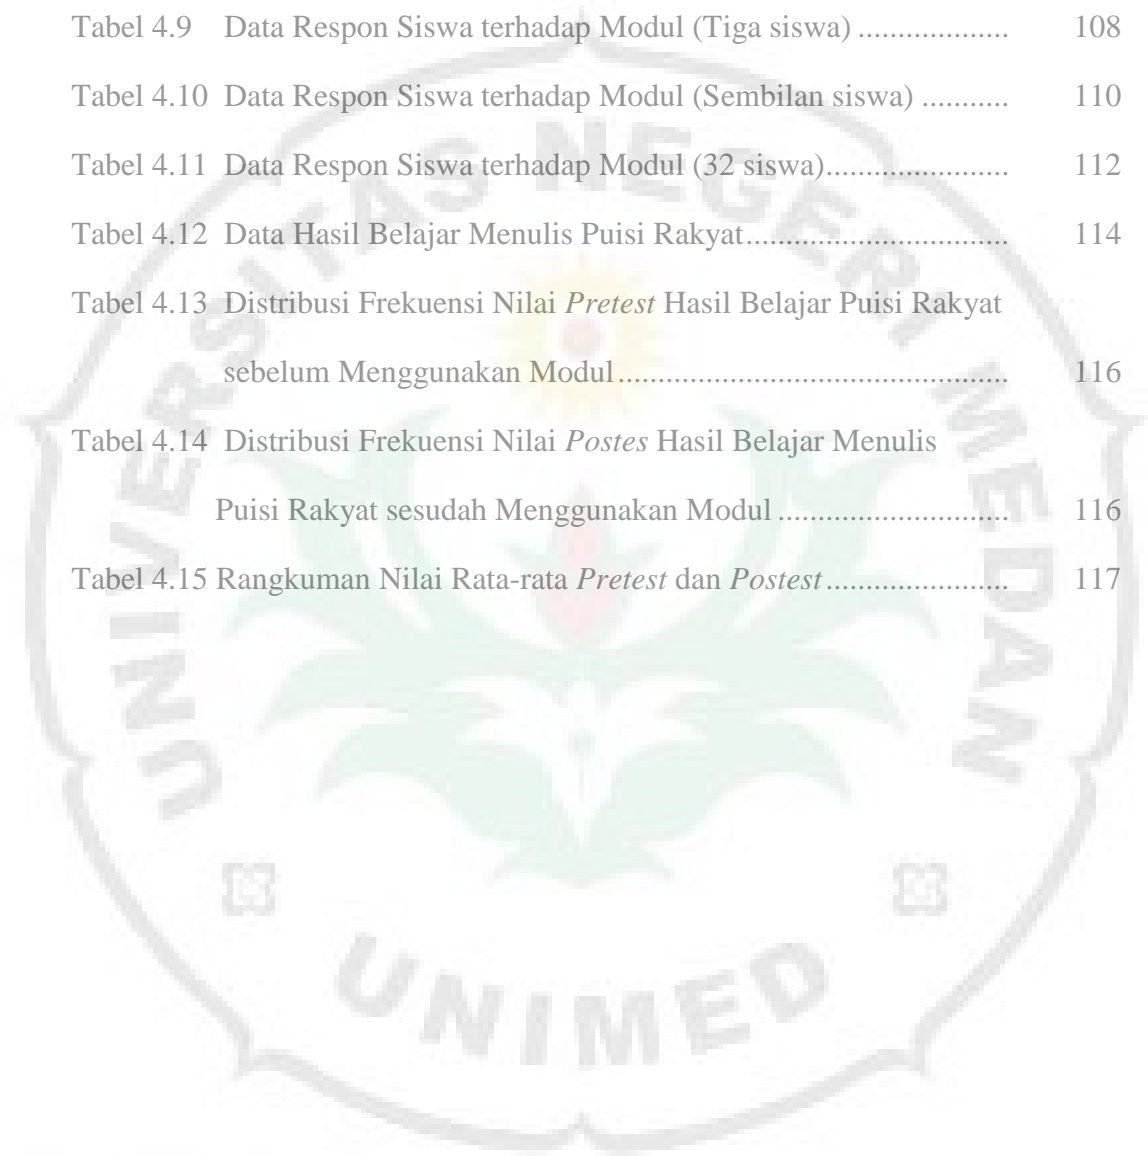 Tabel 4.9 Data Respon Siswa terhadap Modul (Tiga siswa) ................... 108
Tabel 4.10 Data Respon Siswa terhadap Modul (Sembilan siswa) ........... 110
Tabel 4.11 Data Respon Siswa terhadap Modul (32 siswa)....................... 112
Tabel 4.12 Data Hasil Belajar Menulis Puisi Rakyat................................. 114
Tabel 4.13 Distribusi Frekuensi Nilai Pretest Hasil Belajar Puisi Rakyat
sebelum Menggunakan Modul................................................. 116
Tabel 4.14 Distribusi Frekuensi Nilai Postes Hasil Belajar Menulis
Puisi Rakyat sesudah Menggunakan Modul ............................. 116
Tabel 4.15 Rangkuman Nilai Rata-rata Pretest dan Postest....................... 117
UNIVERSITAS NEGERI MEDAN
UNIMED